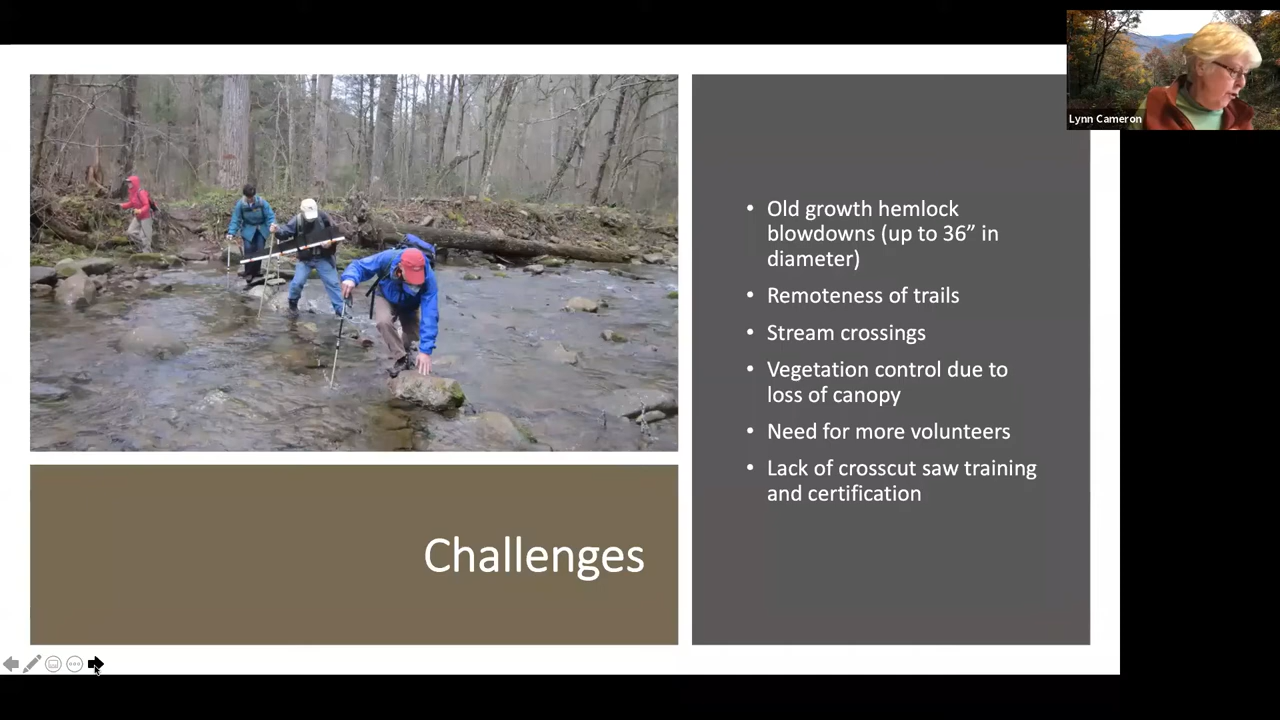 Lynn Cameron
• Old growth hemlock
blowdowns (up to 36” in
diameter)
• Remoteness of trails
• Stream crossings
• Vegetation control due to
loss of canopy
• Need for more volunteers
• Lack of crosscut saw training
and certification
Challenges